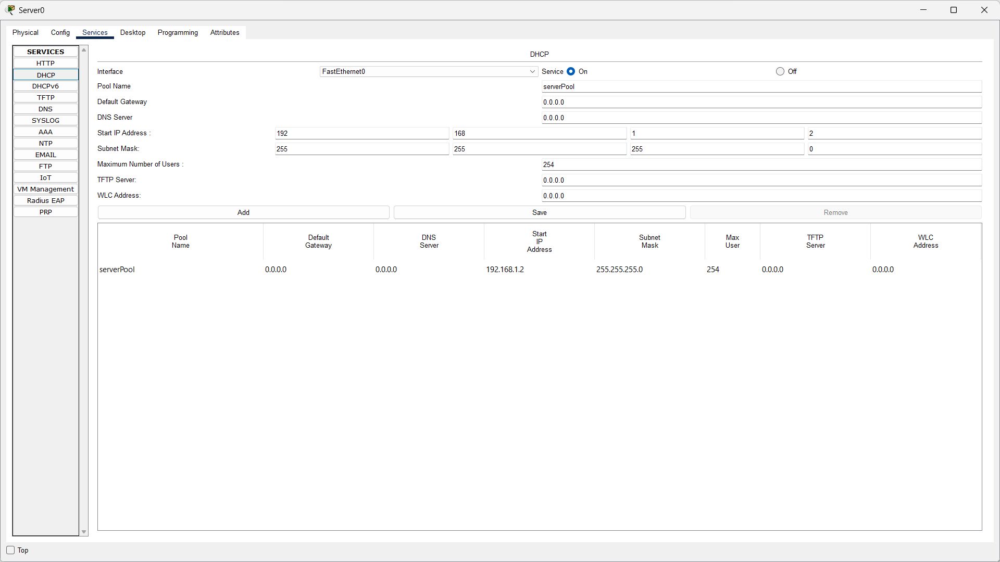 Server0
Physical Config Services Desktop Programming Attributes
SERVICES
HTTP
DHCP
DHCPv6
TFTP
DNS
SYSLOG
AAA
NTP
EMAIL
FTP
IoT
VM Management
Radius EAP
PRP
DHCP
Interface FastEthernet0 Service On Off
Pool Name serverPool
Default Gateway 0.0.0.0
DNS Server 0.0.0.0
Start IP Address : 192 168 1 2
Subnet Mask: 255 255 255 0
Maximum Number of Users : 254
TFTP Server: 0.0.0.0
WLC Address: 0.0.0.0
Add Save Remove
Pool Name Default Gateway DNS Server Start IP Address Subnet Mask Max User TFTP Server WLC Address
serverPool 0.0.0.0 0.0.0.0 192.168.1.2 255.255.255.0 254 0.0.0.0 0.0.0.0
Top